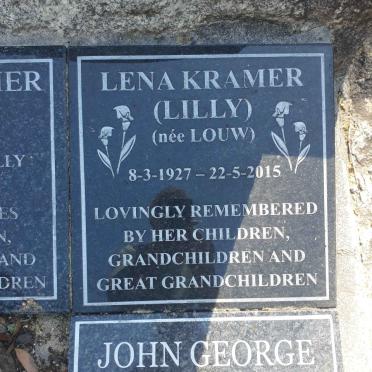 LENA KRAMER
(LILLY)
(née LOUW)
8-3-1927 – 22-5-2015
LOVINGLY REMEMBERED
BY HER CHILDREN,
GRANDCHILDREN AND
GREAT GRANDCHILDREN
JOHN GEORGE